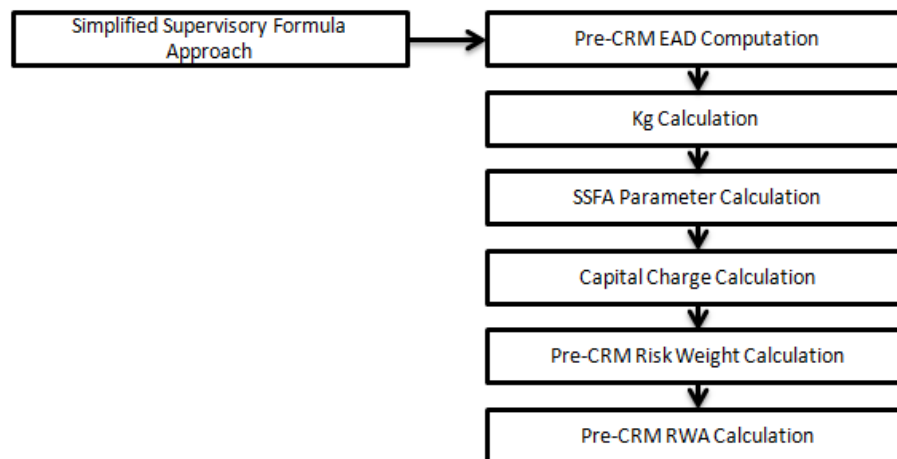 Simplified Supervisory Formula
Approach
Pre-CRM EAD Computation
Kg Calculation
SSFA Parameter Calculation
Capital Charge Calculation
Pre-CRM Risk Weight Calculation
Pre-CRM RWA Calculation